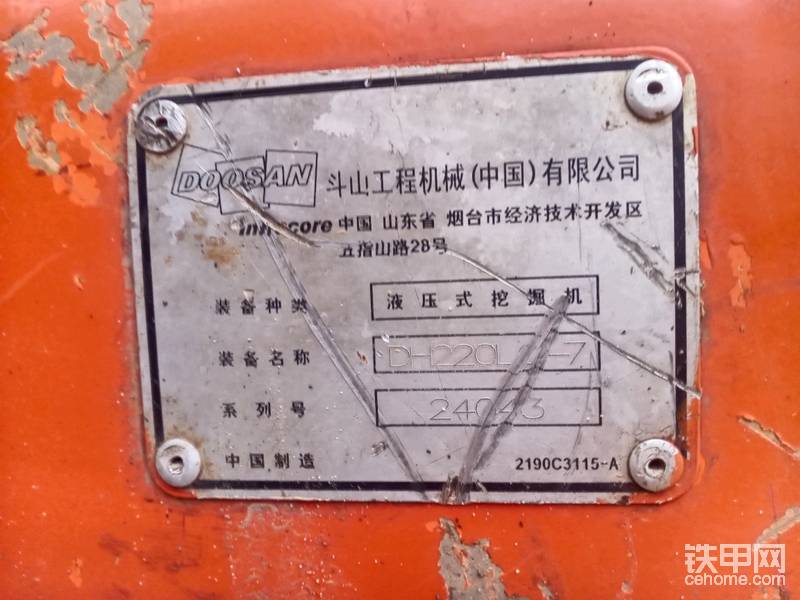 DOOSAN 斗山工程机械(中国)有限公司
infracore 中国 山东省 烟台市经济技术开发区
五指山路28号
装备种类 液压式挖掘机
装备名称
系列号
中国制造 2190C3115-A
铁甲网
cehome.com